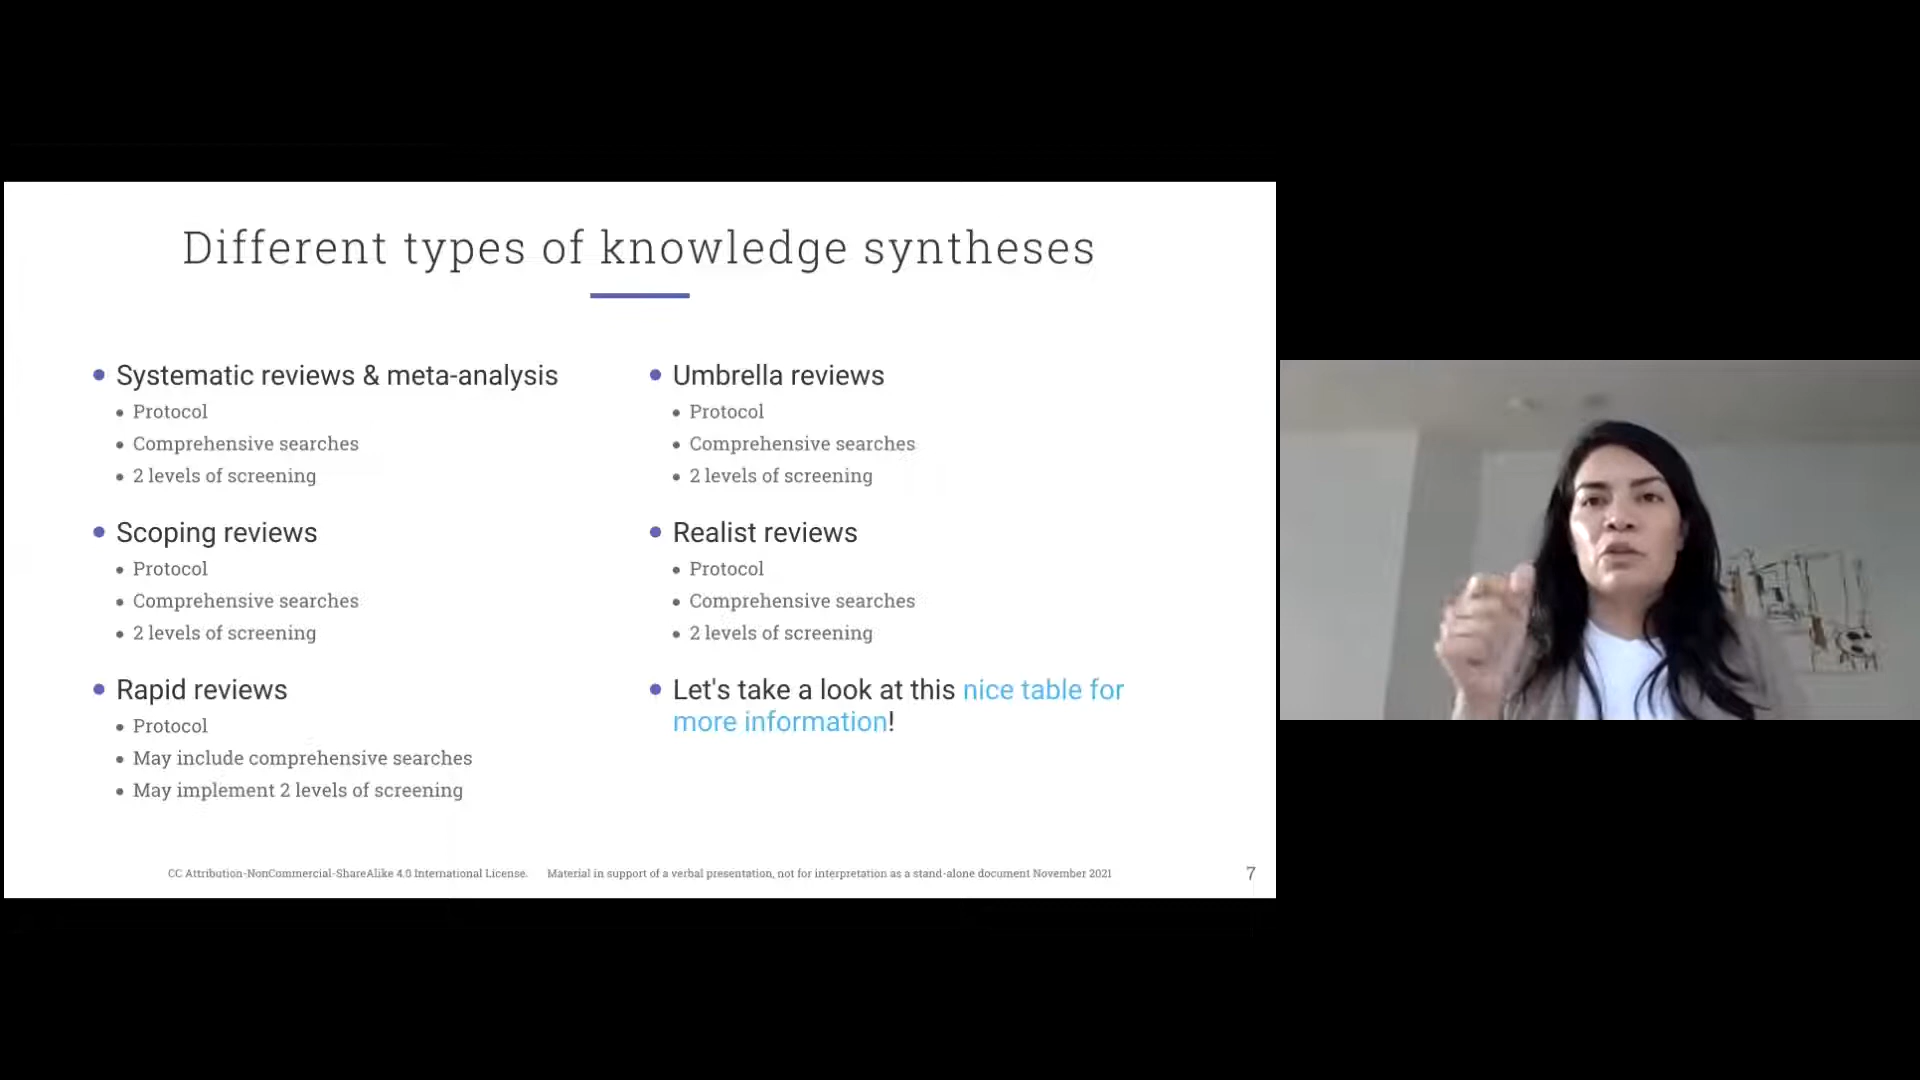 Different types of knowledge syntheses
Systematic reviews & meta-analysis
Protocol
Comprehensive searches
2 levels of screening
Scoping reviews
Protocol
Comprehensive searches
2 levels of screening
Rapid reviews
Protocol
May include comprehensive searches
May implement 2 levels of screening
Umbrella reviews
Protocol
Comprehensive searches
2 levels of screening
Realist reviews
Protocol
Comprehensive searches
2 levels of screening
Let's take a look at this nice table for
more information!
CC Attribution-NonCommercial-ShareAlike 4.0 International License. Material in support of a verbal presentation, not for interpretation as a stand-alone document November 2021
7